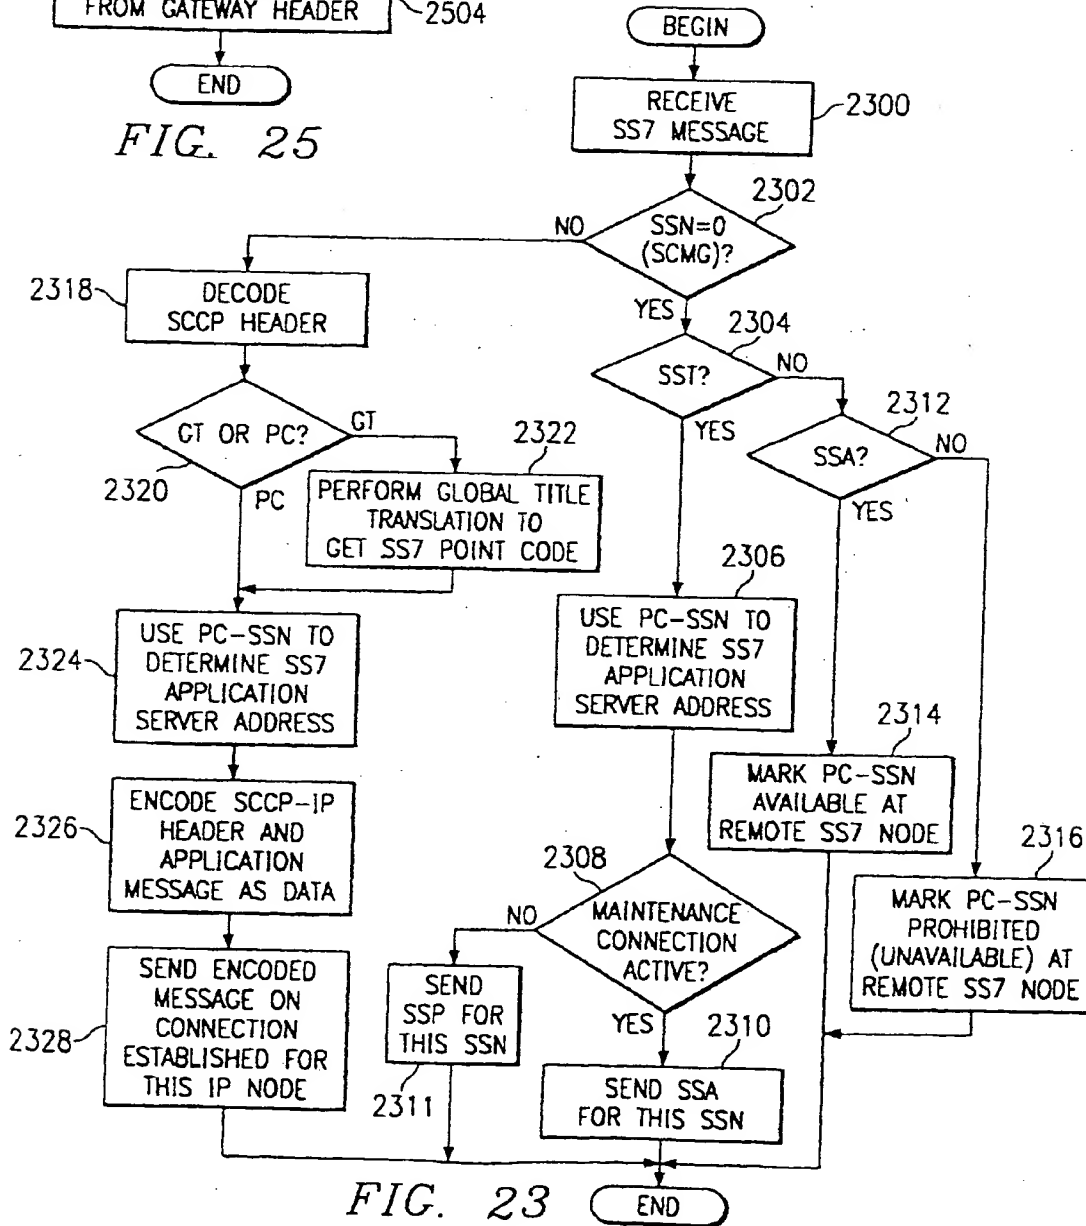 FROM GATEWAY HEADER
2504
END
FIG. 25
BEGIN
RECEIVE
SS7 MESSAGE
2300
2302
SSN=0
(SCMG)?
NO
YES
2318
DECODE
SCCP HEADER
2304
SST?
NO
YES
2312
SSA?
NO
YES
GT OR PC?
GT
2320
PC
2322
PERFORM GLOBAL TITLE
TRANSLATION TO
GET SS7 POINT CODE
2306
USE PC-SSN TO
DETERMINE SS7
APPLICATION
SERVER ADDRESS
2324
USE PC-SSN TO
DETERMINE SS7
APPLICATION
SERVER ADDRESS
2314
MARK PC-SSN
AVAILABLE AT
REMOTE SS7 NODE
2326
ENCODE SCCP-IP
HEADER AND
APPLICATION
MESSAGE AS DATA
2316
MARK PC-SSN
PROHIBITED
(UNAVAILABLE) AT
REMOTE SS7 NODE
2308
MAINTENANCE
CONNECTION
ACTIVE?
NO
YES
2328
SEND ENCODED
MESSAGE ON
CONNECTION
ESTABLISHED FOR
THIS IP NODE
SEND
SSP FOR
THIS SSN
2311
2310
SEND SSA
FOR THIS SSN
FIG. 23
END